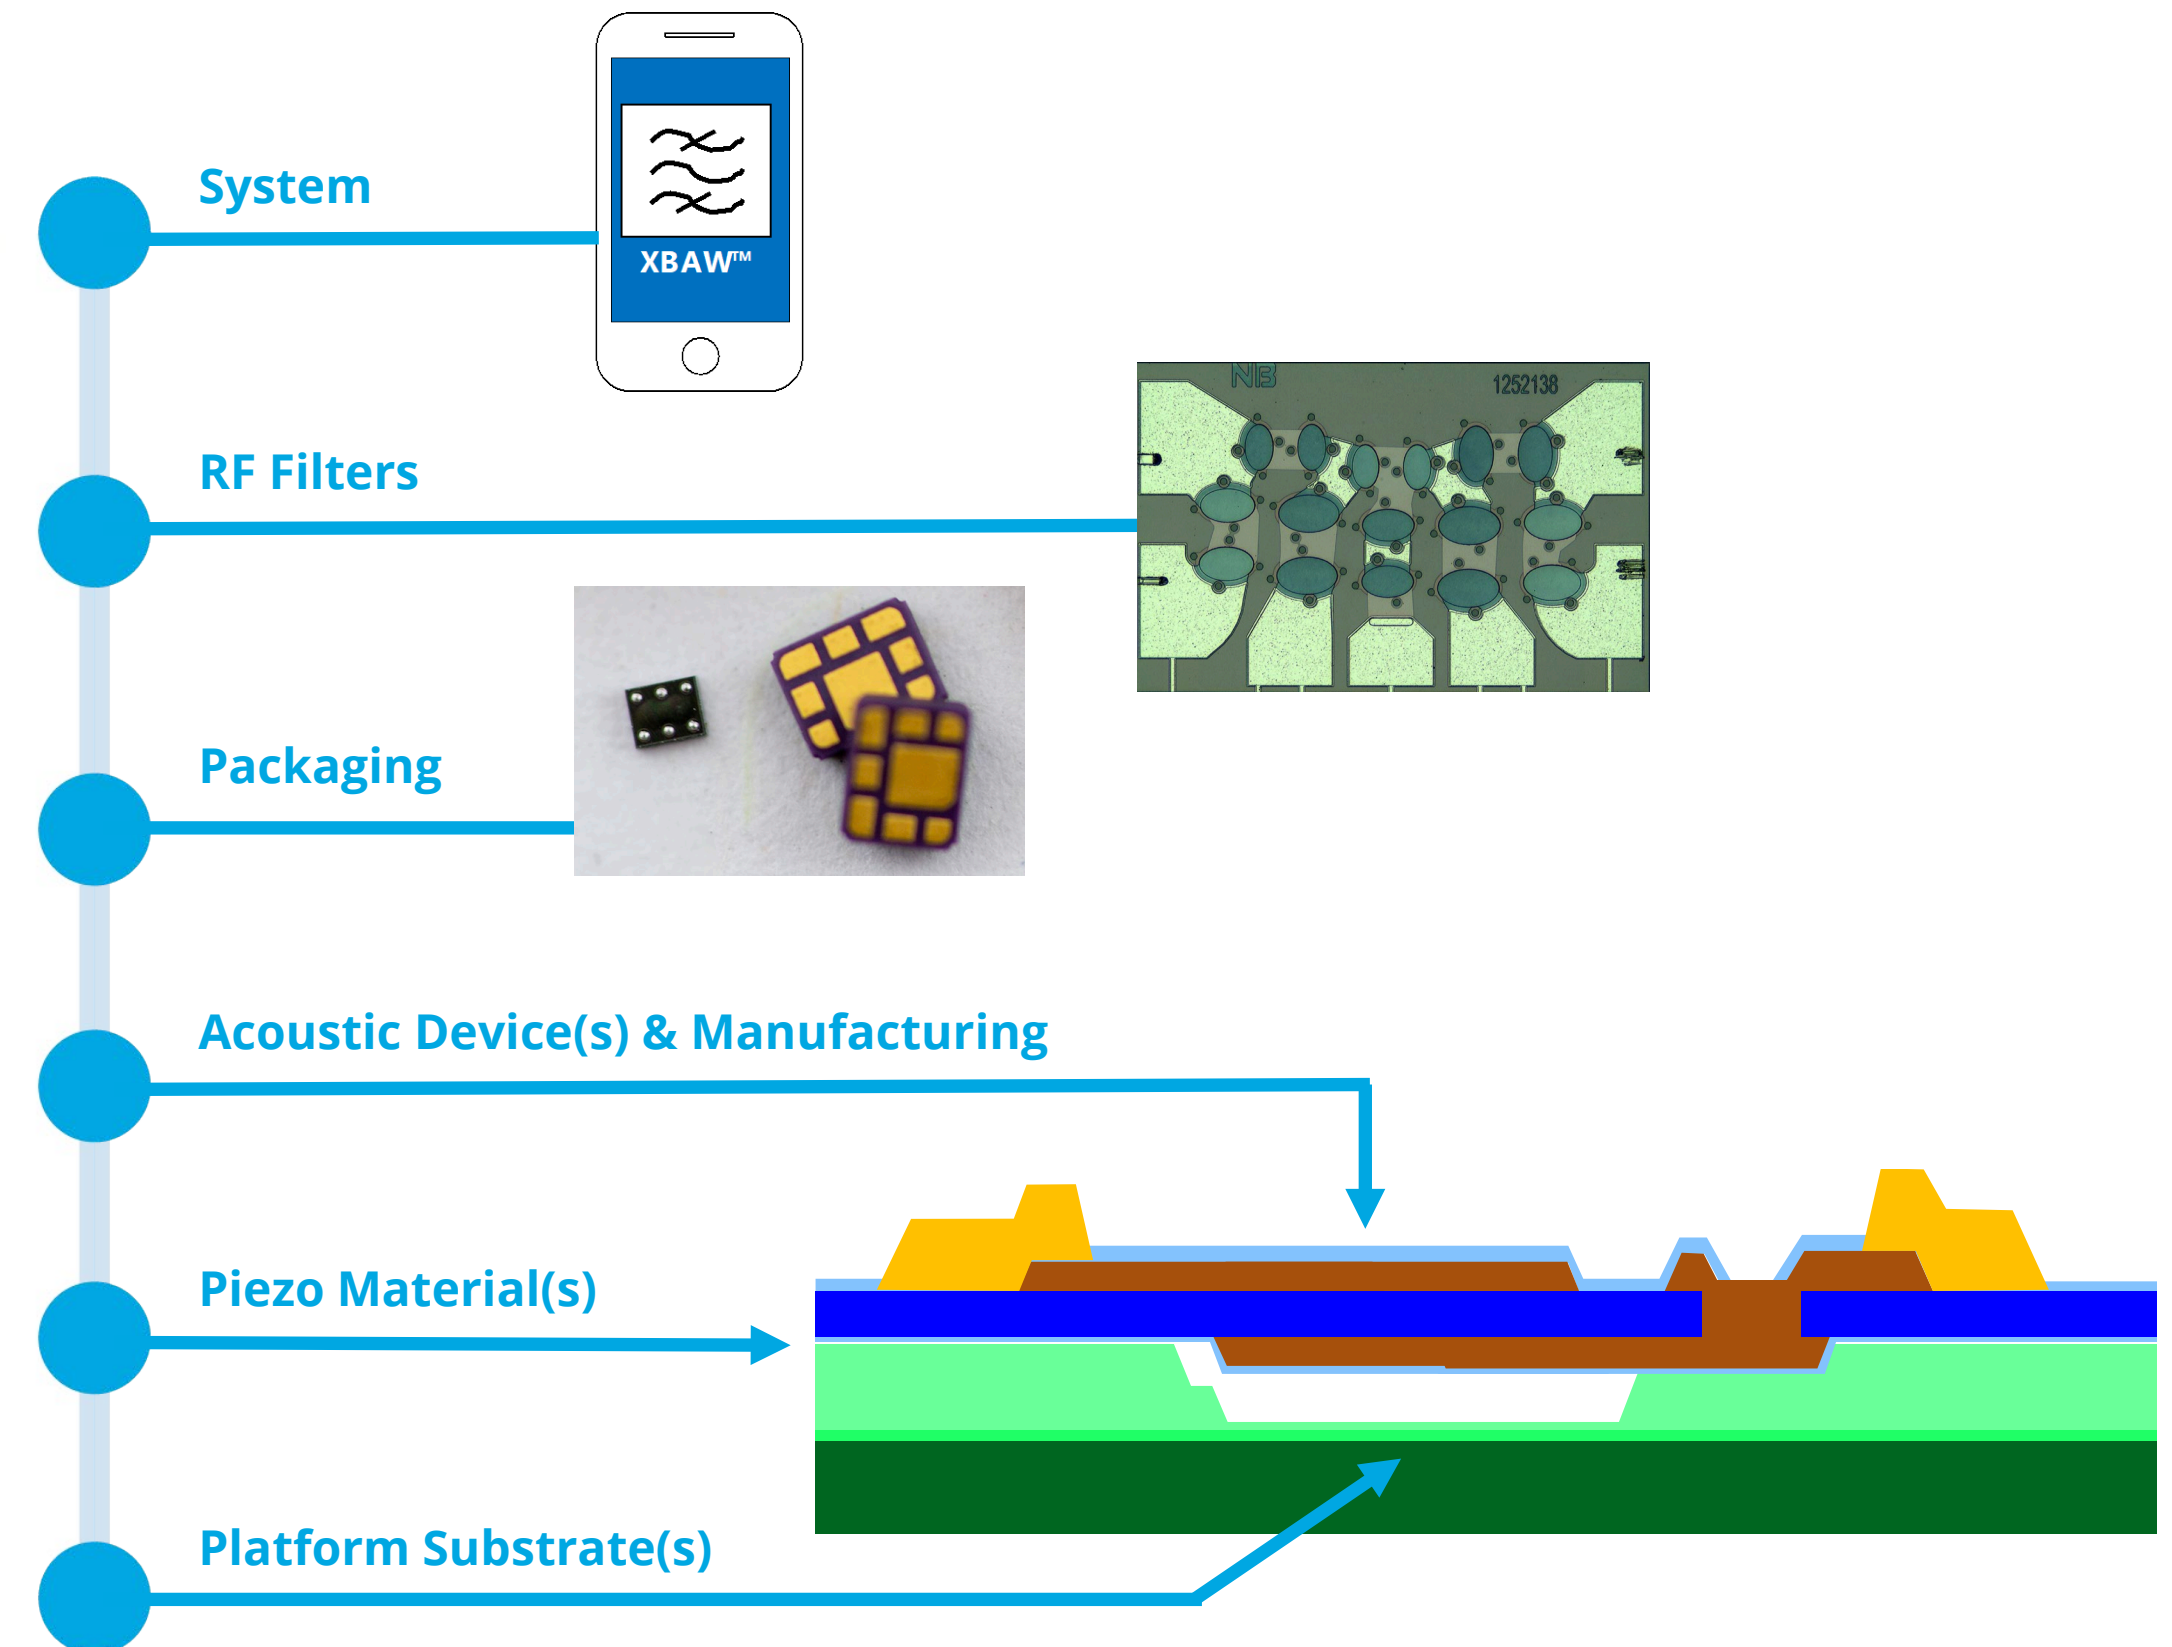 System
XBAW™
RF Filters
NB
1252138
Packaging
Acoustic Device(s) & Manufacturing
Piezo Material(s)
Platform Substrate(s)